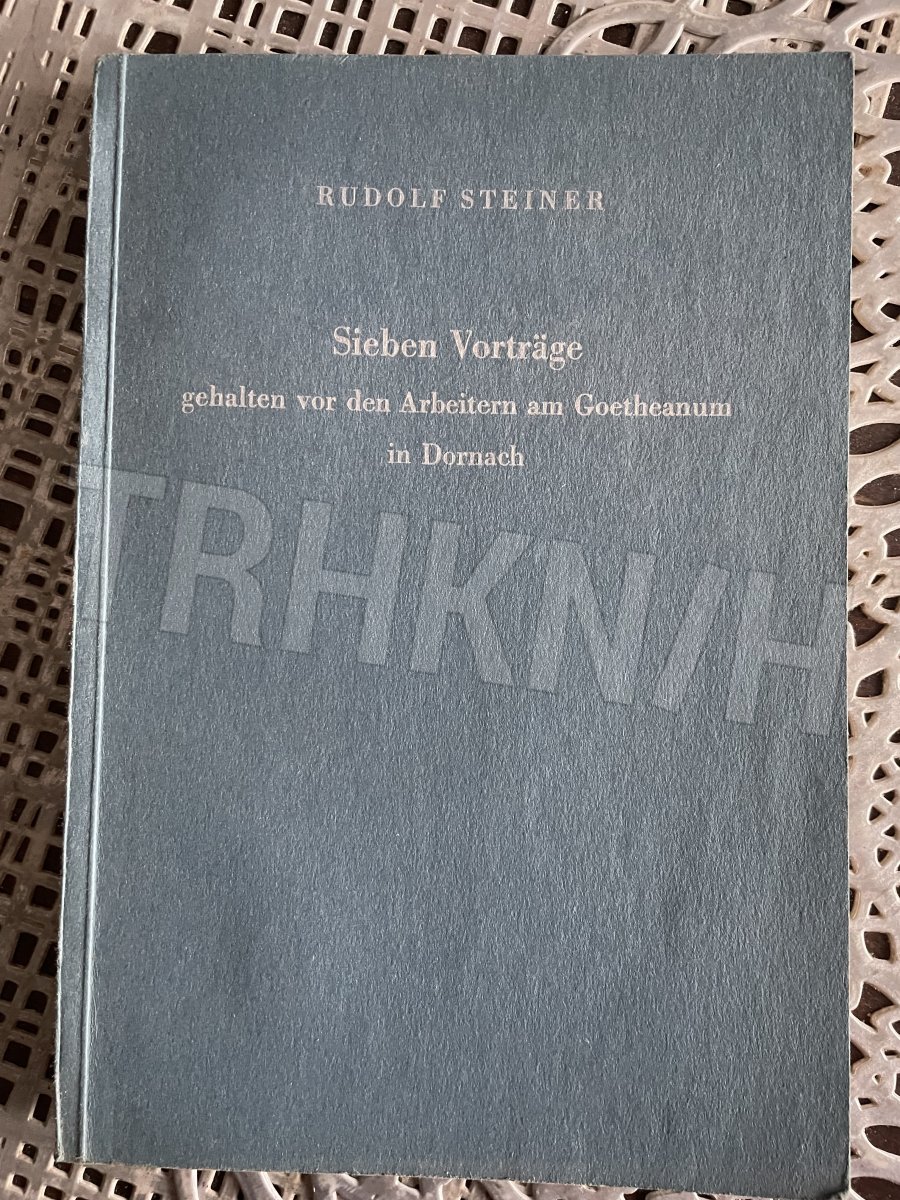 RUDOLF STEINER
Sieben Vorträge
gehalten vor den Arbeitern am Goetheanum
in Dornach
TRHKN/H